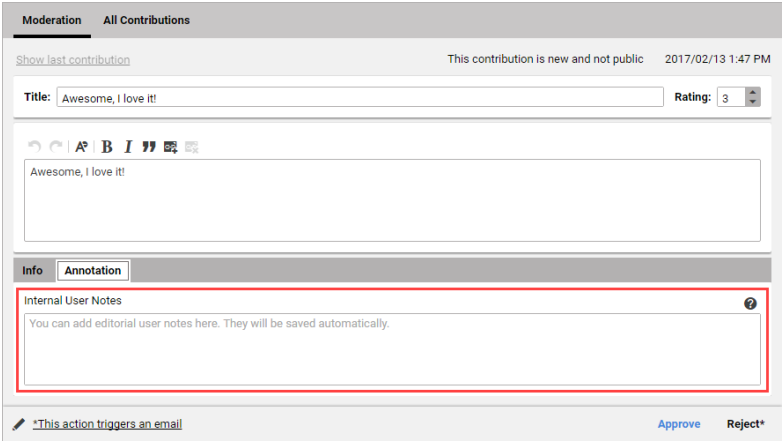 Moderation All Contributions
Show last contribution This contribution is new and not public 2017/02/13 1:47 PM
Title: Awesome, I love it! Rating: 3
B I
Awesome, I love it!
Info Annotation
Internal User Notes
You can add editorial user notes here. They will be saved automatically.
*This action triggers an email Approve Reject*